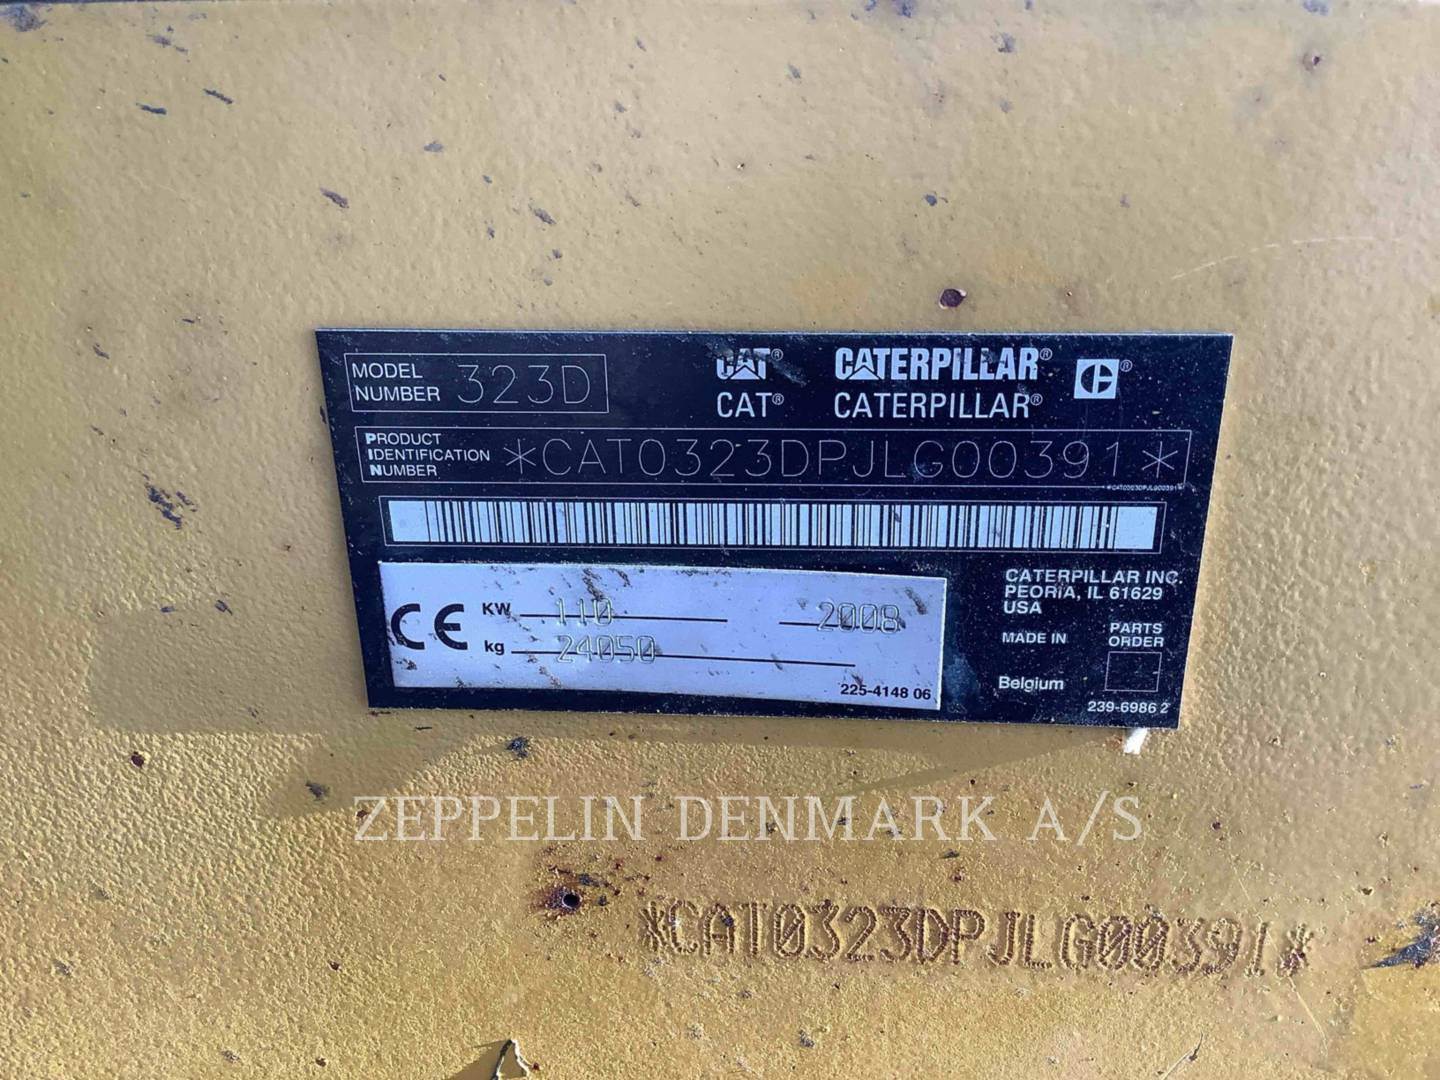 MODEL NUMBER 323D
CAT® CATERPILLAR® ®
CAT® CATERPILLAR®
PRODUCT IDENTIFICATION NUMBER *CAT0323DPJLG00391*
*CAT0323DPJLG00391*
CE KW 110 2008
kg 24050
225-4148 06
CATERPILLAR INC.
PEORIA, IL 61629
USA
MADE IN
Belgium
PARTS ORDER
239-6986 2
ZEPPELIN DENMARK A/S
*CAT0323DPJLG00391*